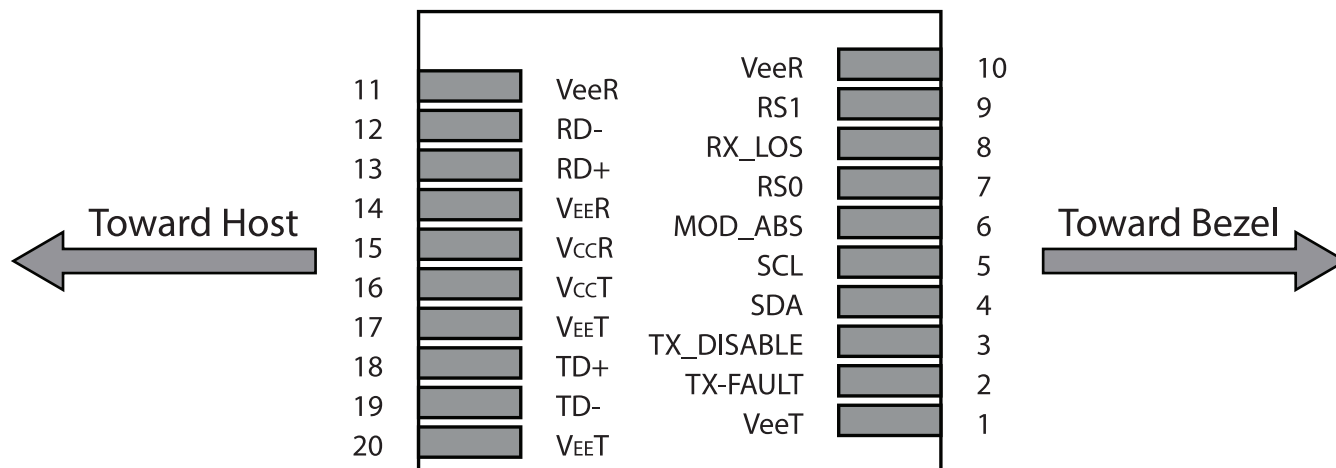 VeeR 10
11 VeeR
RS1 9
12 RD-
RX_LOS 8
13 RD+
RS0 7
14 VEER
MOD_ABS 6
15 VCCR
SCL 5
16 VCCT
SDA 4
17 VEET
TX_DISABLE 3
18 TD+
TX-FAULT 2
19 TD-
VeeT 1
20 VEET
Toward Host
Toward Bezel